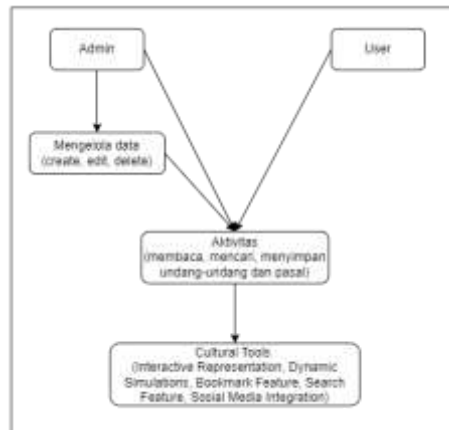 Admin
User
Mengelola data
(create, edit, delete)
Aktivitas
(membaca, mencari, menyimpan
undang-undang dan pasal)
Cultural Tools
(Interactive Representation, Dynamic
Simulations, Bookmark Feature, Search
Feature, Sosial Media Integration)